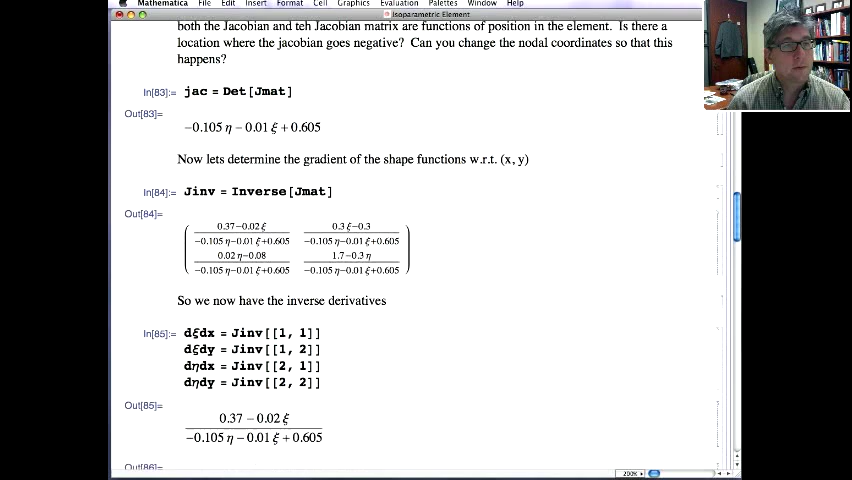 Mathematica File Edit Insert Format Cell Graphics Evaluation Palettes Window Help
Isoparametric Element
both the Jacobian and teh Jacobian matrix are functions of position in the element. Is there a
location where the jacobian goes negative? Can you change the nodal coordinates so that this
happens?
In[83]:= jac = Det[Jmat]
Out[83]=
−0.105 η − 0.01 ξ + 0.605
Now lets determine the gradient of the shape functions w.r.t. (x, y)
In[84]:= Jinv = Inverse[Jmat]
Out[84]=
0.37−0.02 ξ 0.3 ξ−0.3
−0.105 η−0.01 ξ+0.605 −0.105 η−0.01 ξ+0.605
0.02 η−0.08 1.7−0.3 η
−0.105 η−0.01 ξ+0.605 −0.105 η−0.01 ξ+0.605
So we now have the inverse derivatives
In[85]:= dξdx = Jinv[[1, 1]]
dξdy = Jinv[[1, 2]]
dηdx = Jinv[[2, 1]]
dηdy = Jinv[[2, 2]]
Out[85]=
0.37 − 0.02 ξ
−0.105 η − 0.01 ξ + 0.605
Out[86]=
200%